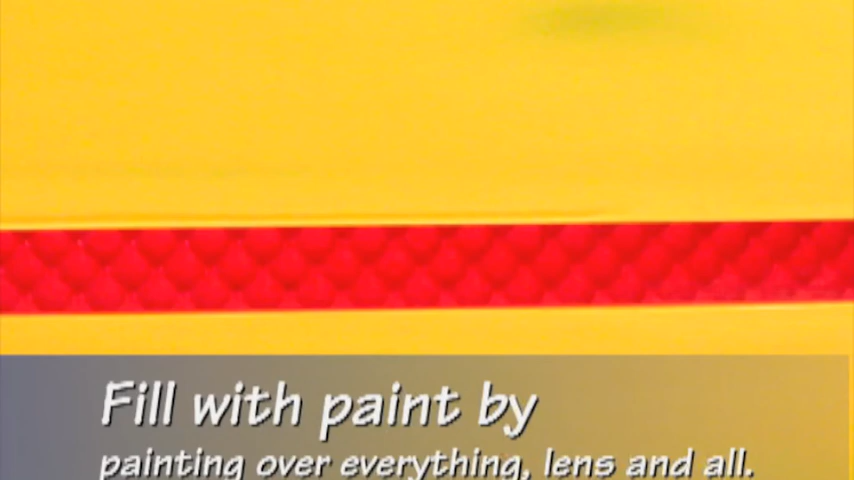 Fill with paint by
painting over everything, lens and all.